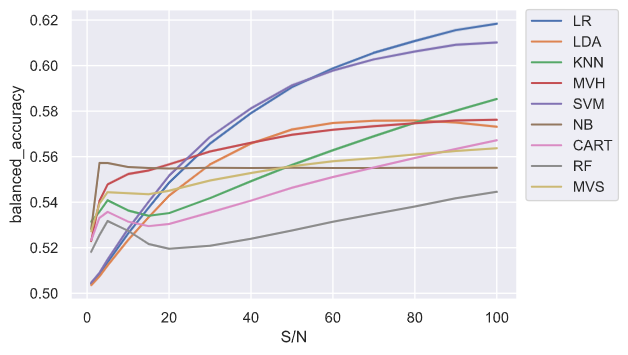 0.62
0.60
0.58
0.56
0.54
0.52
0.50
balanced_accuracy
0
20
40
60
80
100
S/N
LR
LDA
KNN
MVH
SVM
NB
CART
RF
MVS